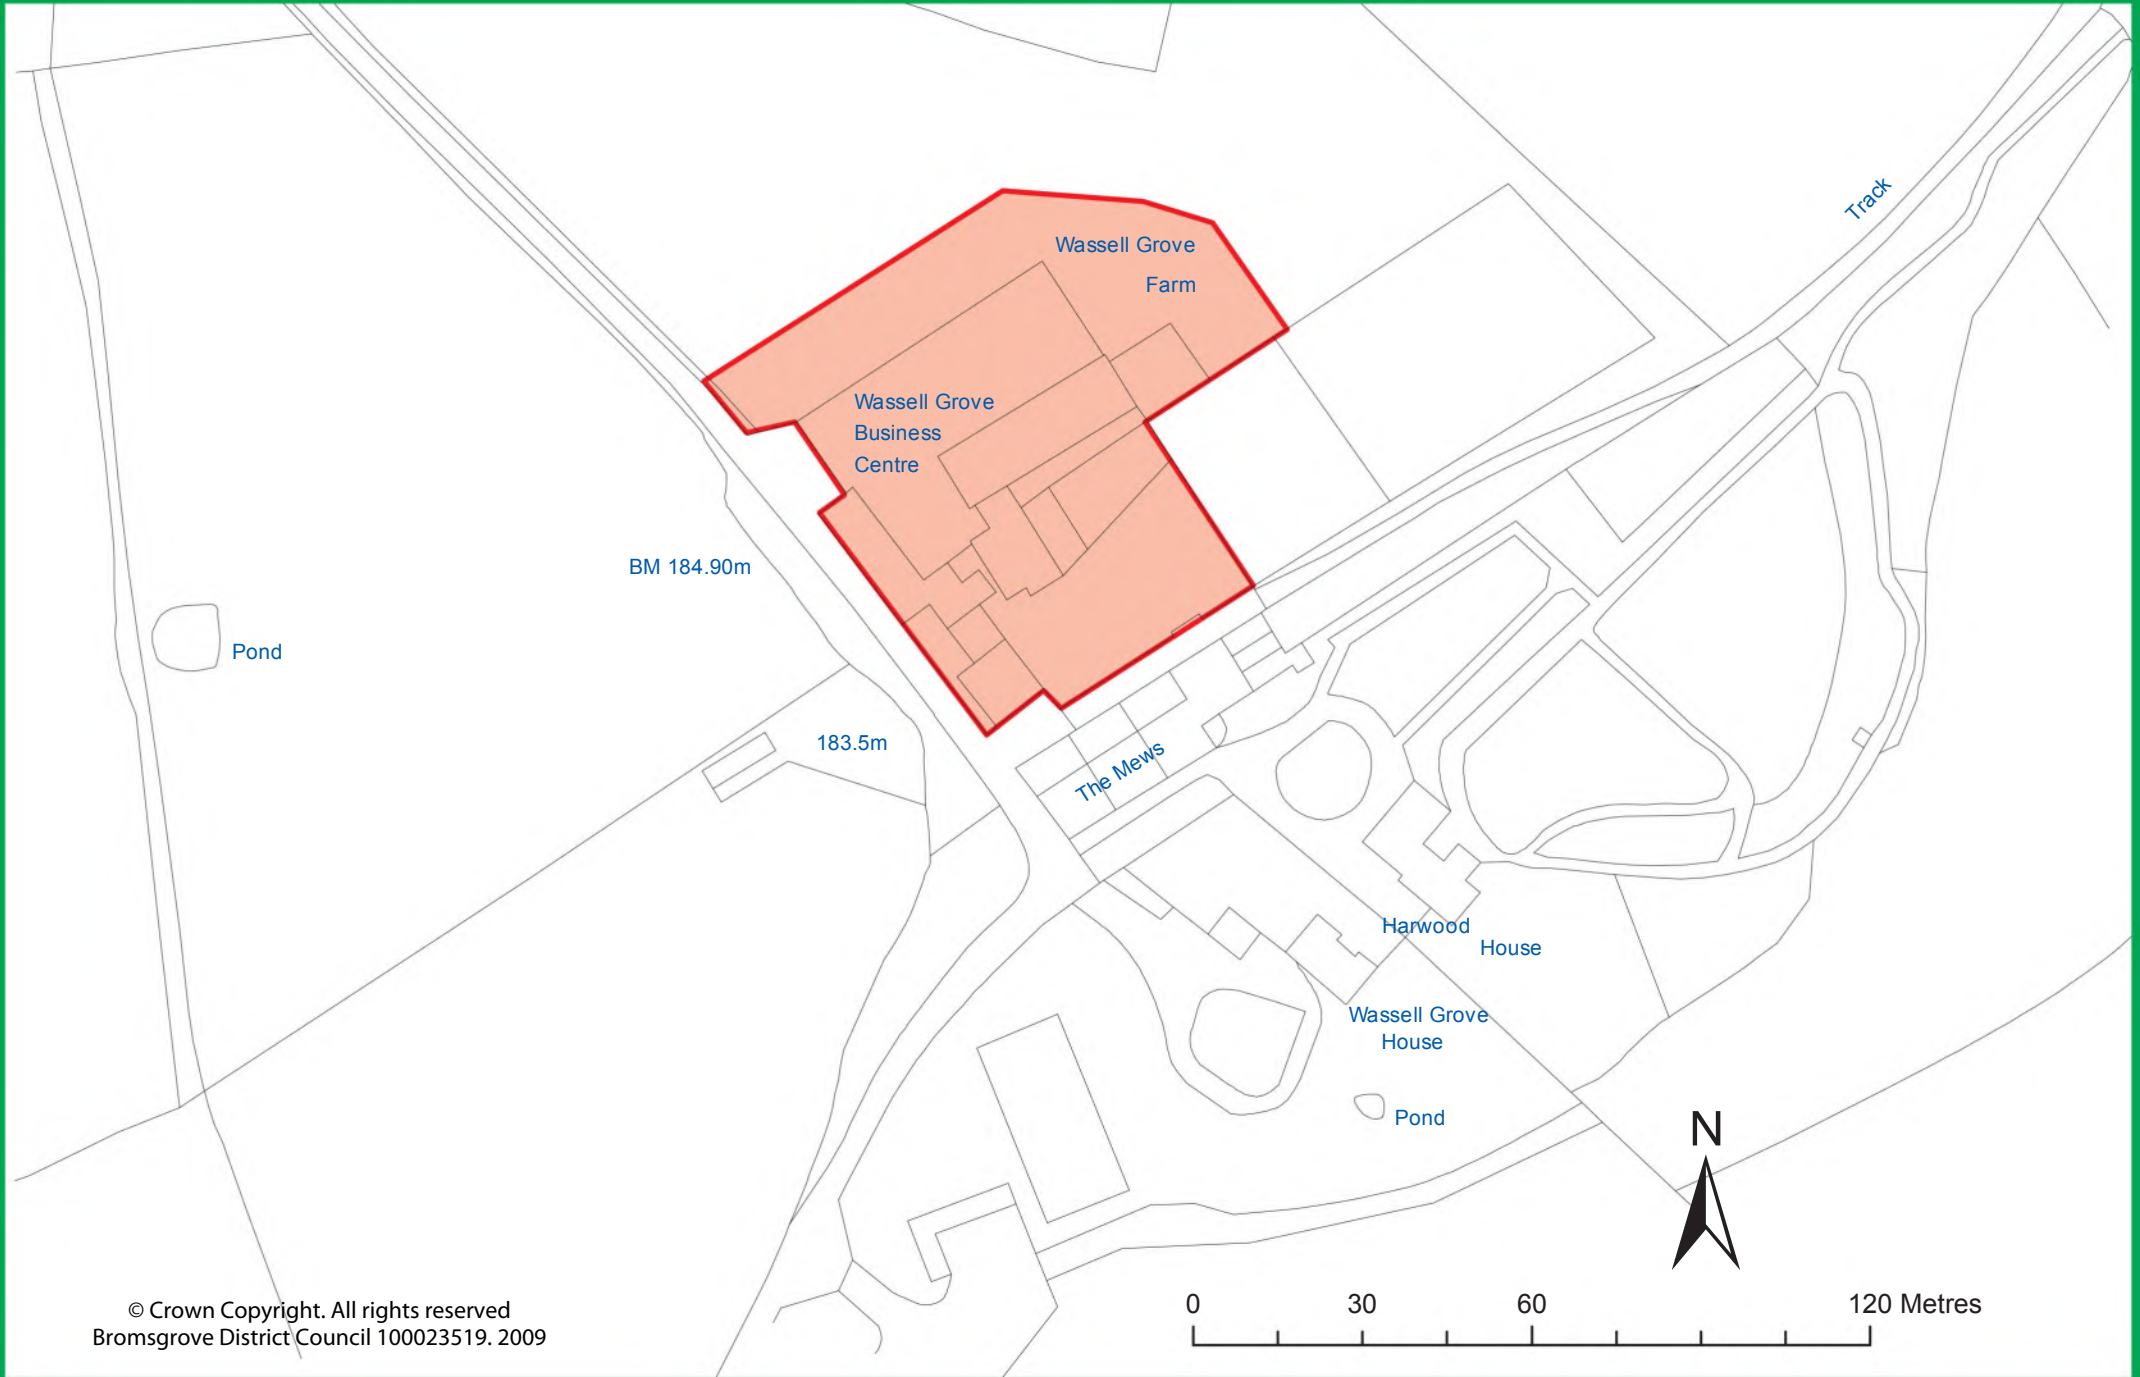 Track
Wassell Grove
Farm
Wassell Grove
Business
Centre
BM 184.90m
Pond
183.5m
The Mews
Harwood
House
Wassell Grove
House
Pond
N
0 30 60 120 Metres
© Crown Copyright. All rights reserved
Bromsgrove District Council 100023519. 2009